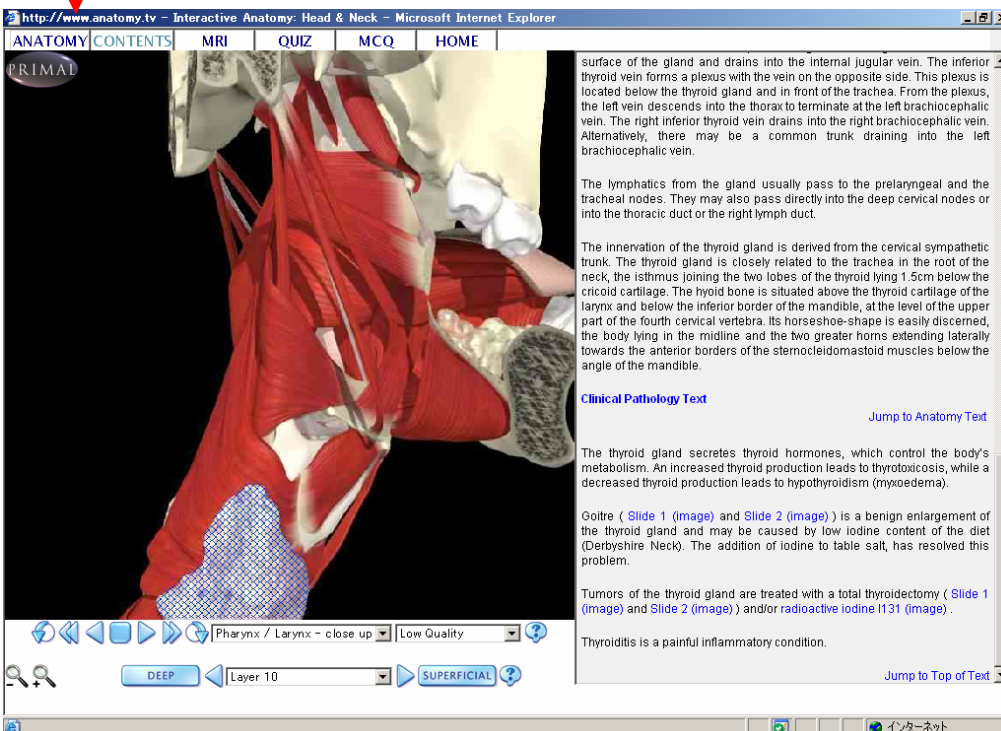 http://www.anatomy.tv - Interactive Anatomy: Head & Neck - Microsoft Internet Explorer
ANATOMY CONTENTS MRI QUIZ MCQ HOME
PRIMAL
surface of the gland and drains into the internal jugular vein. The inferior
thyroid vein forms a plexus with the vein on the opposite side. This plexus is
located below the thyroid gland and in front of the trachea. From the plexus,
the left vein descends into the thorax to terminate at the left brachiocephalic
vein. The right inferior thyroid vein drains into the right brachiocephalic vein.
Alternatively, there may be a common trunk draining into the left
brachiocephalic vein.
The lymphatics from the gland usually pass to the prelaryngeal and the
tracheal nodes. They may also pass directly into the deep cervical nodes or
into the thoracic duct or the right lymph duct.
The innervation of the thyroid gland is derived from the cervical sympathetic
trunk. The thyroid gland is closely related to the trachea in the root of the
neck, the isthmus joining the two lobes of the thyroid lying 1.5cm below the
cricoid cartilage. The hyoid bone is situated above the thyroid cartilage of the
larynx and below the inferior border of the mandible, at the level of the upper
part of the fourth cervical vertebra. Its horseshoe-shape is easily discerned,
the body lying in the midline and the two greater horns extending laterally
towards the anterior borders of the sternocleidomastoid muscles below the
angle of the mandible.
Clinical Pathology Text
Jump to Anatomy Text
The thyroid gland secretes thyroid hormones, which control the body's
metabolism. An increased thyroid production leads to thyrotoxicosis, while a
decreased thyroid production leads to hypothyroidism (myxoedema).
Goitre ( Slide 1 (image) and Slide 2 (image) ) is a benign enlargement of
the thyroid gland and may be caused by low iodine content of the diet
(Derbyshire Neck). The addition of iodine to table salt, has resolved this
problem.
Tumors of the thyroid gland are treated with a total thyroidectomy ( Slide 1
(image) and Slide 2 (image) ) and/or radioactive iodine I131 (image) .
Thyroiditis is a painful inflammatory condition.
Jump to Top of Text
Pharynx / Larynx - close up Low Quality
DEEP Layer 10 SUPERFICIAL
インターネット